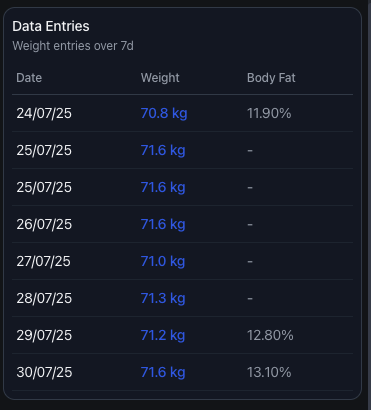 Data Entries
Weight entries over 7d
Date Weight Body Fat
24/07/25 70.8 kg 11.90%
25/07/25 71.6 kg -
25/07/25 71.6 kg -
26/07/25 71.6 kg -
27/07/25 71.0 kg -
28/07/25 71.3 kg -
29/07/25 71.2 kg 12.80%
30/07/25 71.6 kg 13.10%